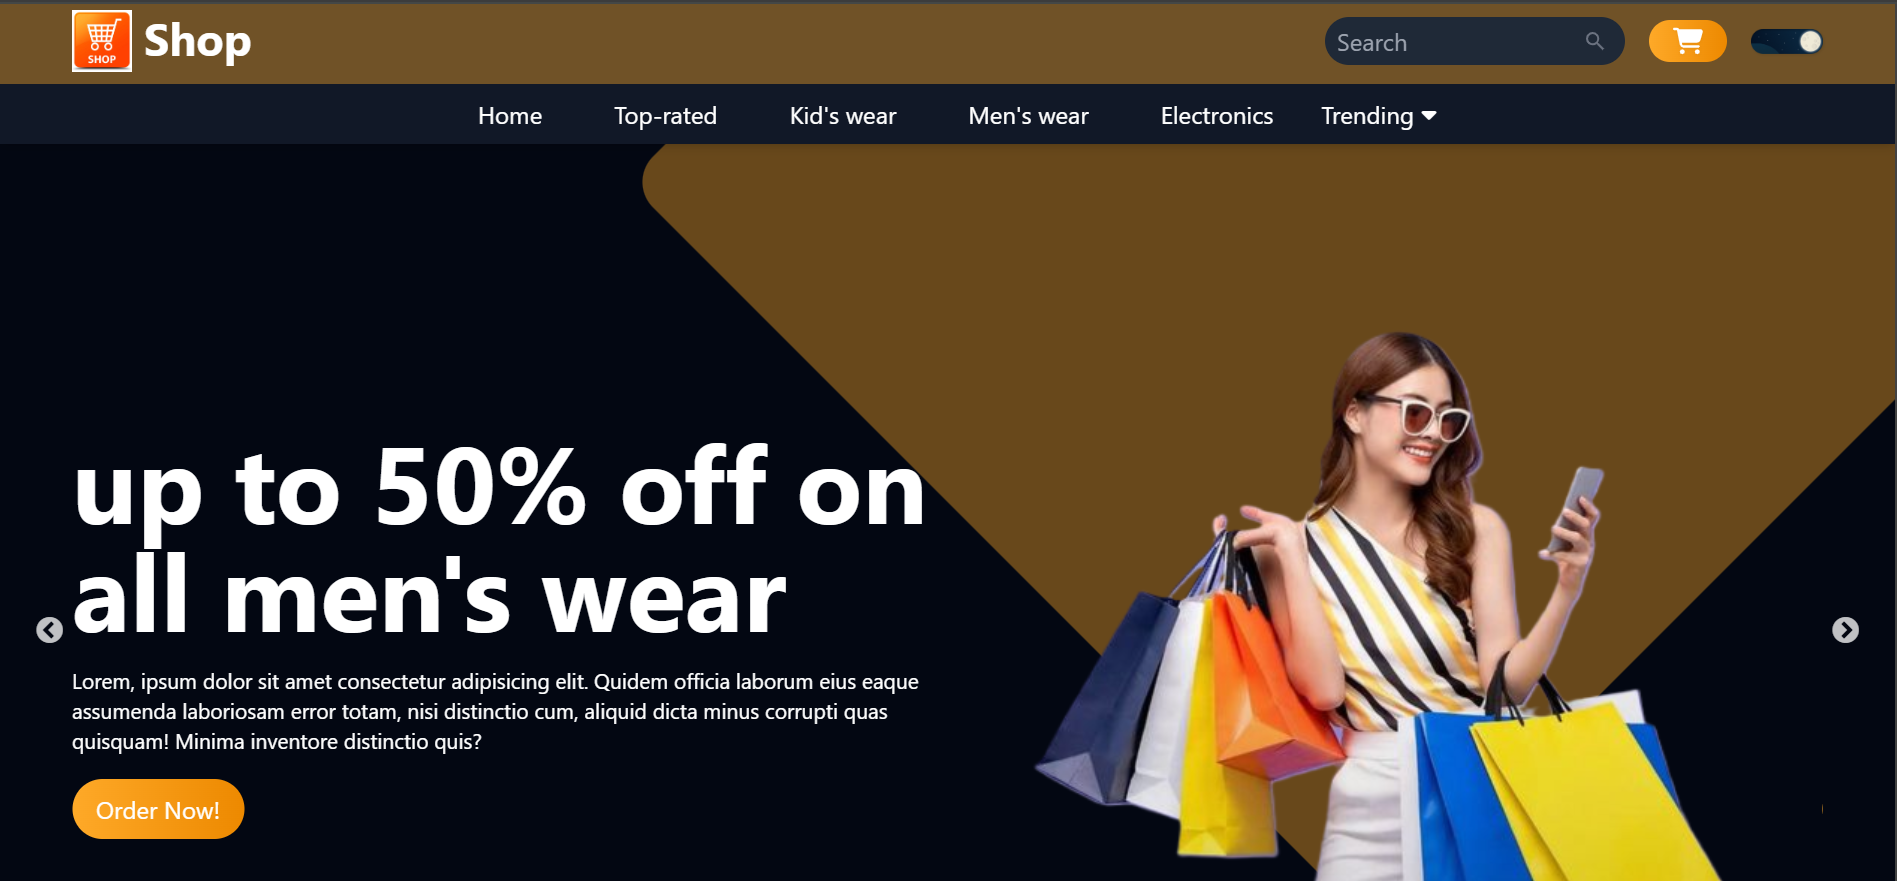 SHOP
Shop
Search
Home
Top-rated
Kid's wear
Men's wear
Electronics
Trending
up to 50% off on
all men's wear
Lorem, ipsum dolor sit amet consectetur adipisicing elit. Quidem officia laborum eius eaque
assumenda laboriosam error totam, nisi distinctio cum, aliquid dicta minus corrupti quas
quisquam! Minima inventore distinctio quis?
Order Now!